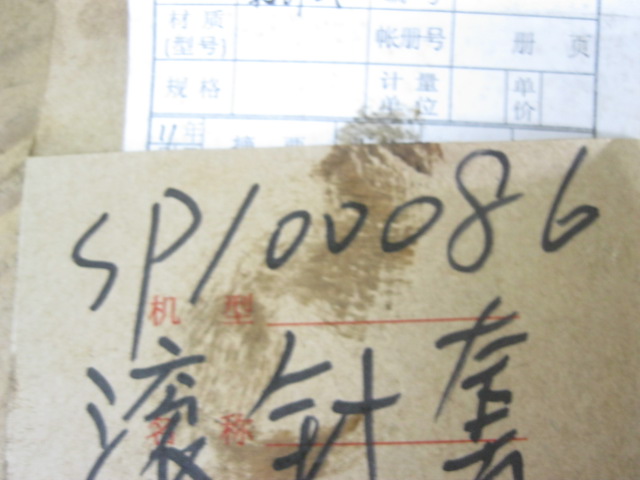 材质
(型号)
帐册号
册 页
规格
计量
单位
单
价
年
SP100086
机 型
滚针套
名 称